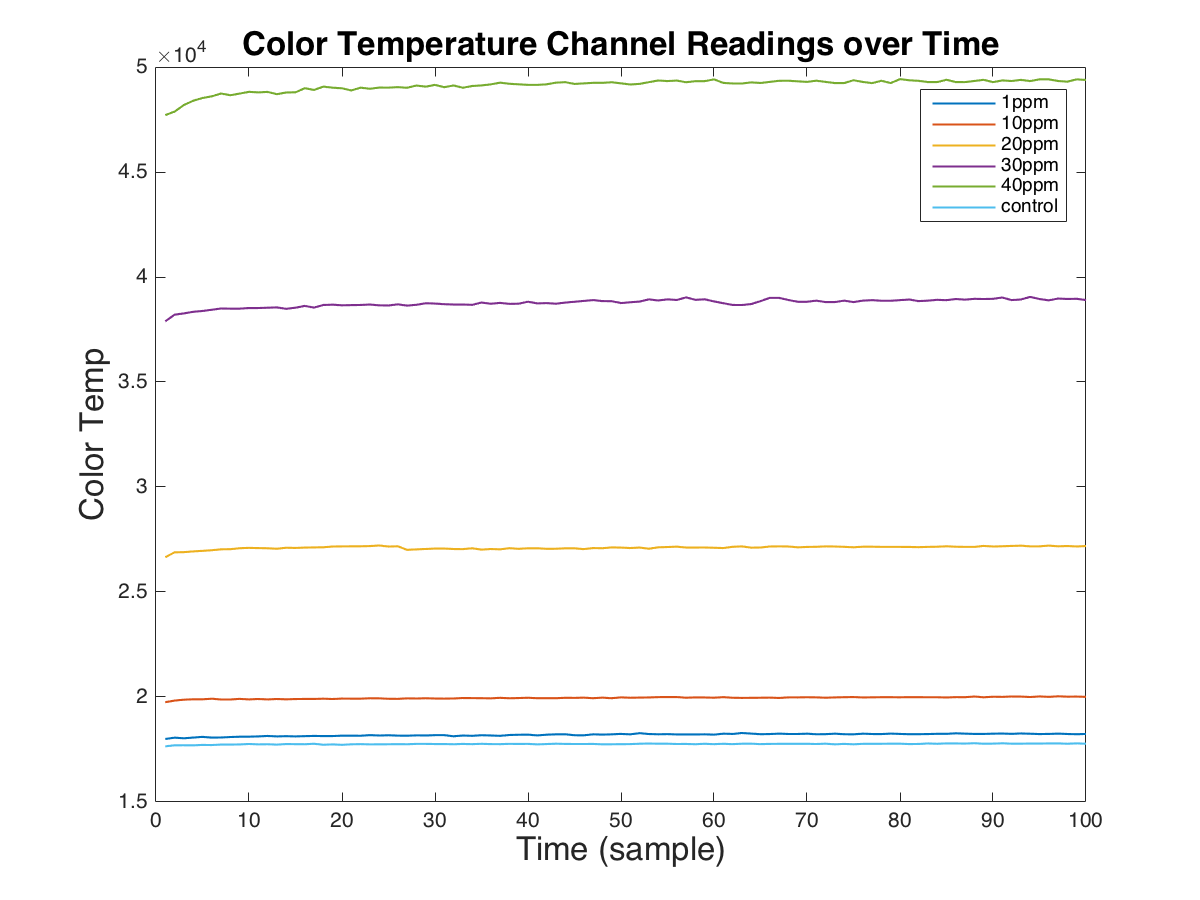 Color Temperature Channel Readings over Time
×10⁴
5
4.5
4
3.5
3
2.5
2
1.5
Color Temp
1ppm
10ppm
20ppm
30ppm
40ppm
control
0 10 20 30 40 50 60 70 80 90 100
Time (sample)